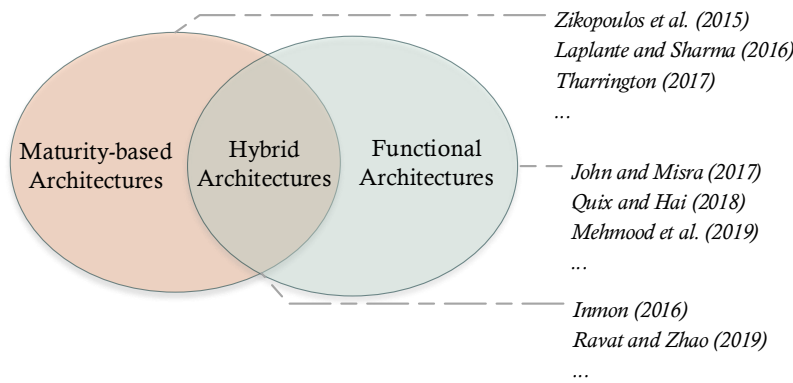 Zikopoulos et al. (2015)
Laplante and Sharma (2016)
Tharrington (2017)
...
Maturity-based
Architectures
Hybrid
Architectures
Functional
Architectures
John and Misra (2017)
Quix and Hai (2018)
Mehmood et al. (2019)
...
Inmon (2016)
Ravat and Zhao (2019)
...